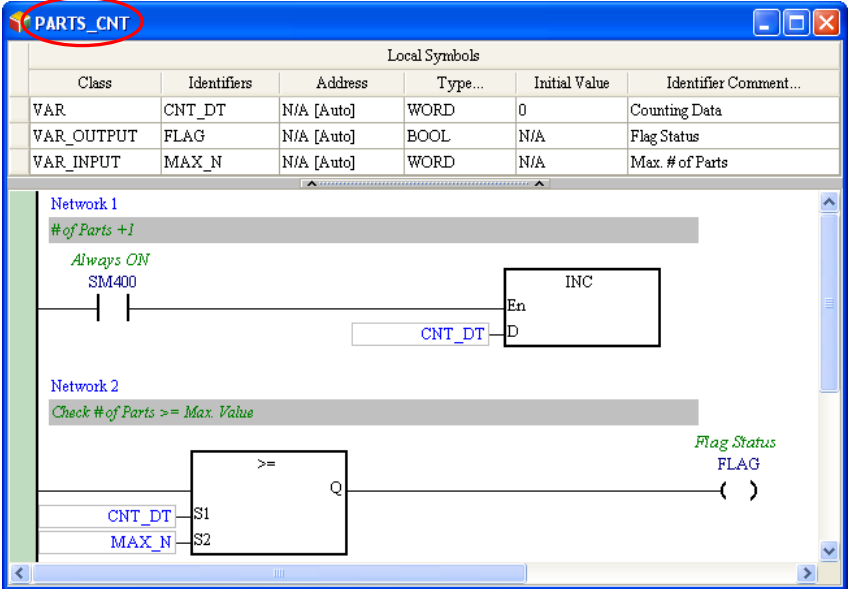 PARTS_CNT
Local Symbols
Class Identifiers Address Type... Initial Value Identifier Comment...
VAR CNT_DT N/A [Auto] WORD 0 Counting Data
VAR_OUTPUT FLAG N/A [Auto] BOOL N/A Flag Status
VAR_INPUT MAX_N N/A [Auto] WORD N/A Max. # of Parts
Network 1
# of Parts +1
Always ON
SM400
INC
En
CNT_DT D
Network 2
Check # of Parts >= Max. Value
Flag Status
>= FLAG
Q
CNT_DT S1
MAX_N S2